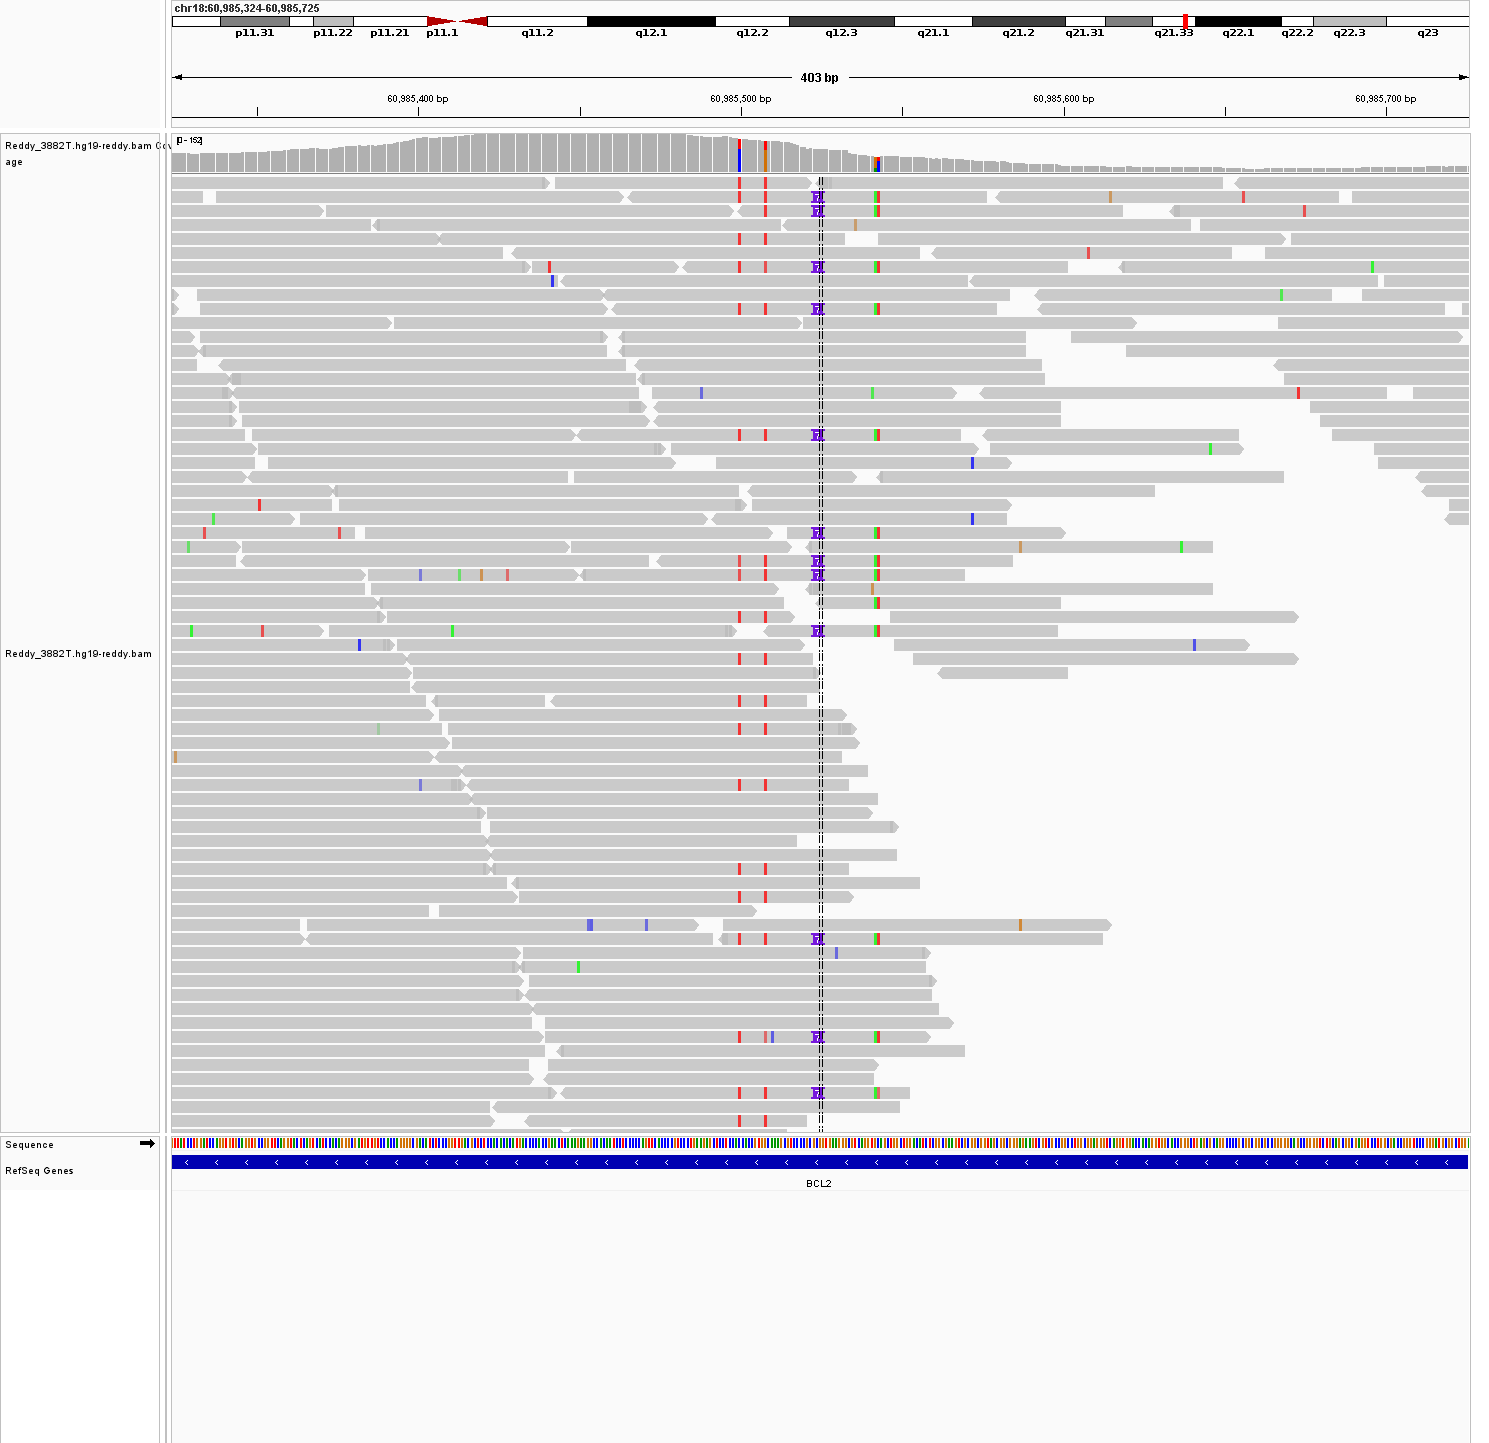 chr18:60,985,324-60,985,725
p11.31 p11.22 p11.21 p11.1 q11.2 q12.1 q12.2 q12.3 q21.1 q21.2 q21.31 q21.33 q22.1 q22.2 q22.3 q23
403 bp
60,985,400 bp 60,985,500 bp 60,985,600 bp 60,985,700 bp
[0 - 152]
Reddy_3882T.hg19-reddy.bam Cov
age
Reddy_3882T.hg19-reddy.bam
Sequence
RefSeq Genes
BCL2